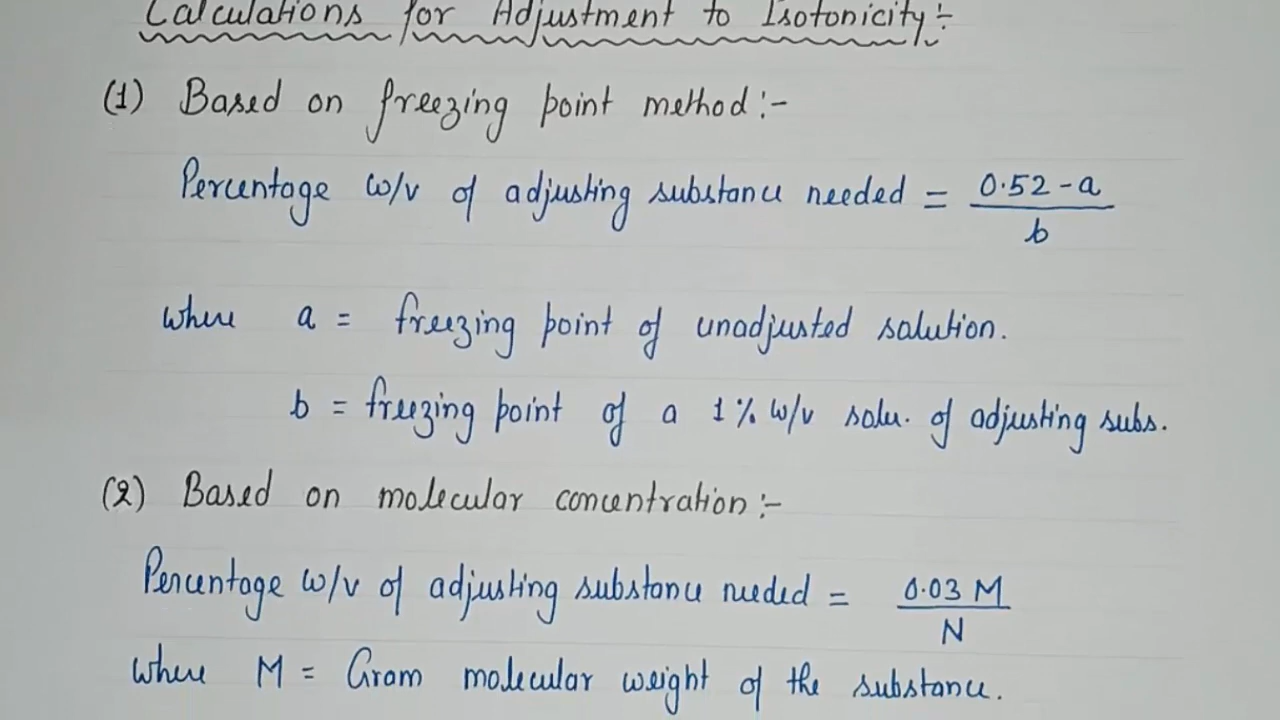 Calculations for Adjustment to Isotonicity:-
(1) Based on freezing point method:-
Percentage w/v of adjusting substance needed = 0.52 - a / b
where a = freezing point of unadjusted solution.
b = freezing point of a 1% w/v solu. of adjusting subs.
(2) Based on molecular concentration:-
Percentage w/v of adjusting substance needed = 0.03 M / N
where M = Gram molecular weight of the substance.